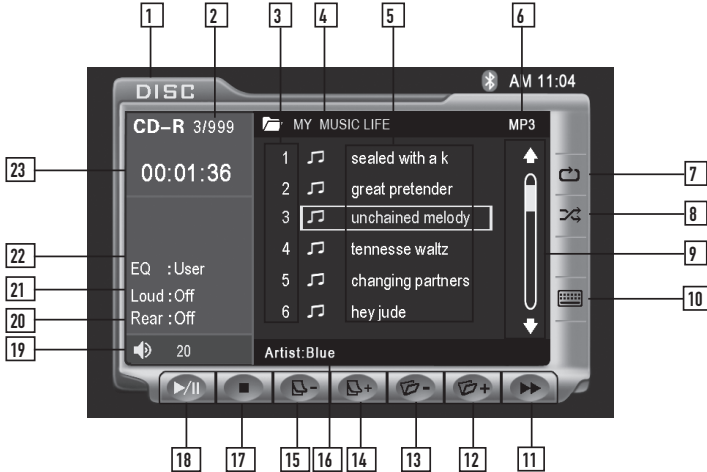 1 2 3 4 5 6
DISC
AM 11:04
CD-R 3/999
MY MUSIC LIFE
MP3
00:01:36
1 sealed with a k
2 great pretender
3 unchained melody
4 tennesse waltz
5 changing partners
6 hey jude
EQ :User
Loud :Off
Rear :Off
20
Artist:Blue
23
22
21
20
19
7
8
9
10
18 17 15 16 14 13 12 11